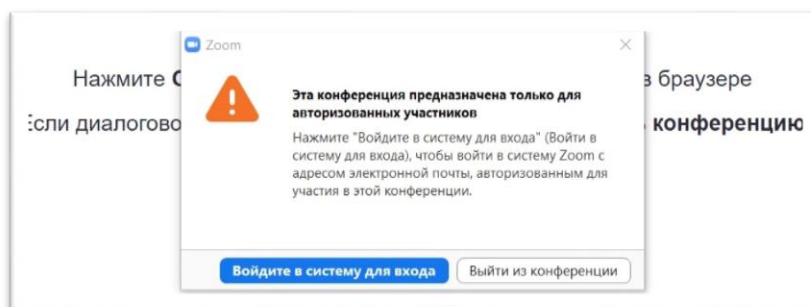 Zoom
Нажмите
в браузере
Эта конференция предназначена только для
авторизованных участников
Если диалогово
конференцию
Нажмите "Войдите в систему для входа" (Войти в
систему для входа), чтобы войти в систему Zoom с
адресом электронной почты, авторизованным для
участия в этой конференции.
Войдите в систему для входа
Выйти из конференции